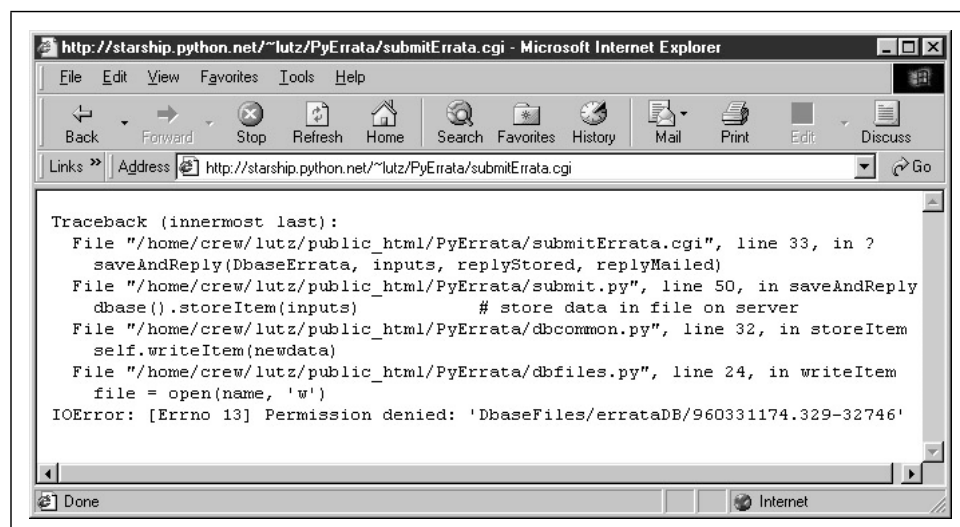 http://starship.python.net/~lutz/PyErrata/submitErrata.cgi - Microsoft Internet Explorer
File Edit View Favorites Tools Help
Back Forward Stop Refresh Home Search Favorites History Mail Print Edit Discuss
Links » Address http://starship.python.net/~lutz/PyErrata/submitErrata.cgi Go
Traceback (innermost last):
  File "/home/crew/lutz/public_html/PyErrata/submitErrata.cgi", line 33, in ?
    saveAndReply(DbaseErrata, inputs, replyStored, replyMailed)
  File "/home/crew/lutz/public_html/PyErrata/submit.py", line 50, in saveAndReply
    dbase().storeItem(inputs)              # store data in file on server
  File "/home/crew/lutz/public_html/PyErrata/dbcommon.py", line 32, in storeItem
    self.writeItem(newdata)
  File "/home/crew/lutz/public_html/PyErrata/dbfiles.py", line 24, in writeItem
    file = open(name, 'w')
IOError: [Errno 13] Permission denied: 'DbaseFiles/errataDB/960331174.329-32746'
Done Internet